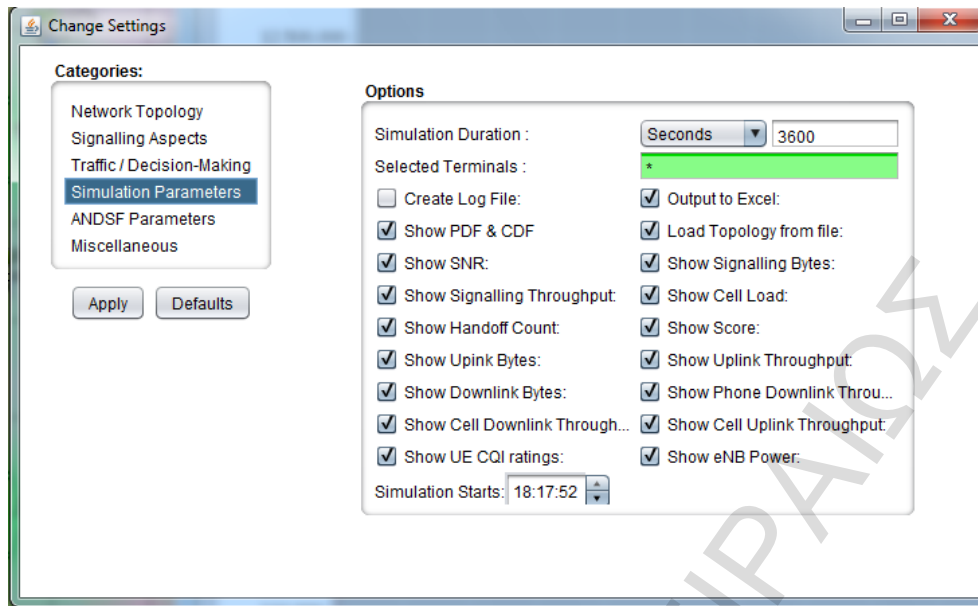 Change Settings
Categories:
Network Topology
Signalling Aspects
Traffic / Decision-Making
Simulation Parameters
ANDSF Parameters
Miscellaneous
Apply
Defaults
Options
Simulation Duration :
Seconds
3600
Selected Terminals :
*
Create Log File:
Output to Excel:
Show PDF & CDF
Load Topology from file:
Show SNR:
Show Signalling Bytes:
Show Signalling Throughput:
Show Cell Load:
Show Handoff Count:
Show Score:
Show Upink Bytes:
Show Uplink Throughput:
Show Downlink Bytes:
Show Phone Downlink Throu...
Show Cell Downlink Through...
Show Cell Uplink Throughput:
Show UE CQI ratings:
Show eNB Power:
Simulation Starts:
18:17:52